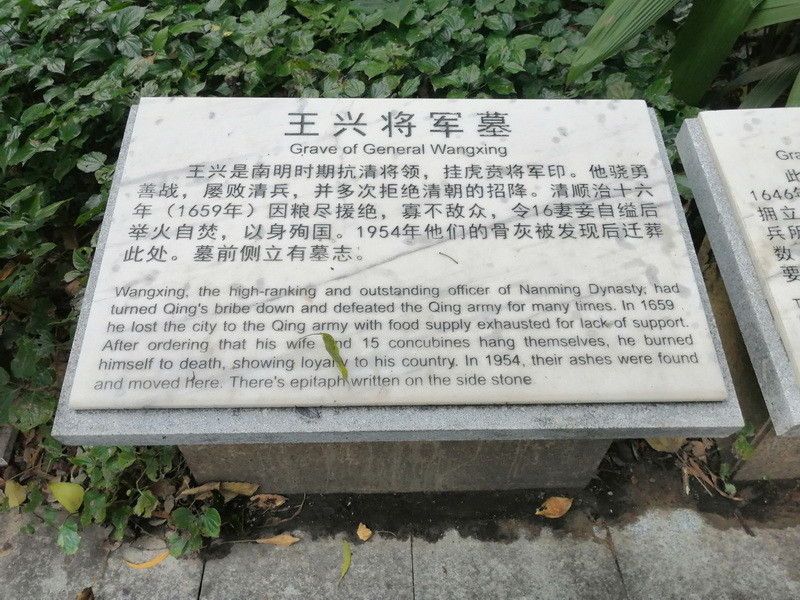 王兴将军墓
Grave of General Wangxing
王兴是南明时期抗清将领，挂虎贲将军印。他骁勇
善战，屡败清兵，并多次拒绝清朝的招降。清顺治十六
年（1659年）因粮尽援绝，寡不敌众，令16妻妾自缢后
举火自焚，以身殉国。1954年他们的骨灰被发现后迁葬
此处。墓前侧立有墓志。
Wangxing, the high-ranking and outstanding officer of Nanming Dynasty, had
turned Qing's bribe down and defeated the Qing army for many times. In 1659
he lost the city to the Qing army with food supply exhausted for lack of support.
After ordering that his wife and 15 concubines hang themselves, he burned
himself to death, showing loyalty to his country. In 1954, their ashes were found
and moved here. There's epitaph written on the side stone.
Gra
此
1646年
拥立
兵所
数
要
T